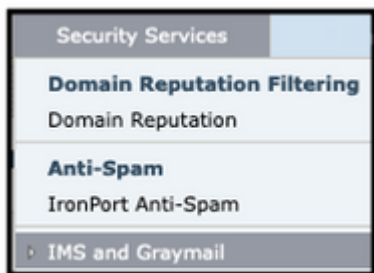 Security Services
Domain Reputation Filtering
Domain Reputation
Anti-Spam
IronPort Anti-Spam
IMS and Graymail